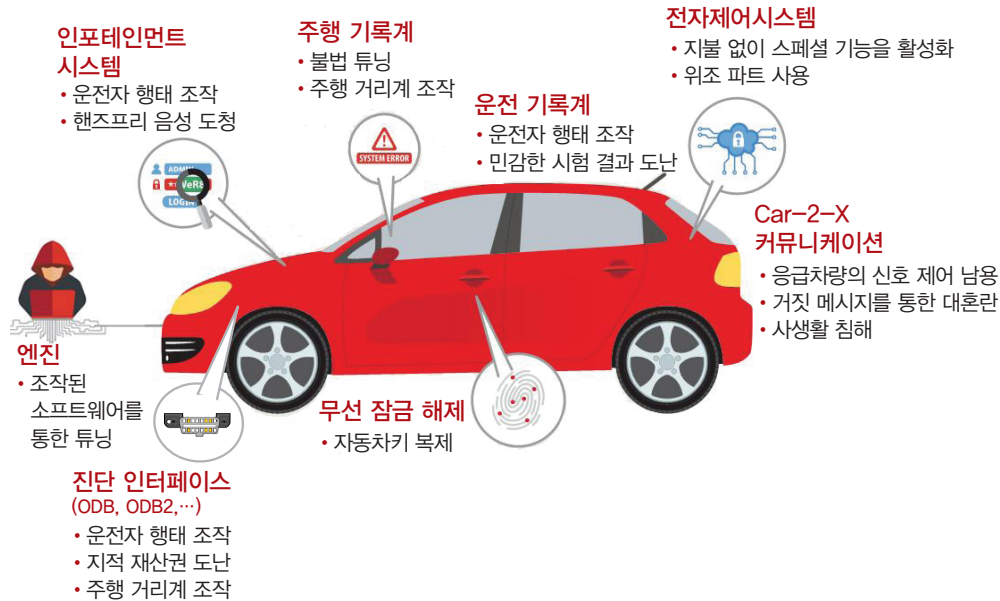 인포테인먼트
시스템
• 운전자 행태 조작
• 핸즈프리 음성 도청
주행 기록계
• 불법 튜닝
• 주행 거리계 조작
운전 기록계
• 운전자 행태 조작
• 민감한 시험 결과 도난
전자제어시스템
• 지불 없이 스페셜 기능을 활성화
• 위조 파트 사용
ADMIN
VeR8
LOGIN
SYSTEM ERROR
Car-2-X
커뮤니케이션
• 응급차량의 신호 제어 남용
• 거짓 메시지를 통한 대혼란
• 사생활 침해
엔진
• 조작된
소프트웨어를
통한 튜닝
무선 잠금 해제
• 자동차키 복제
진단 인터페이스
(ODB, ODB2,···)
• 운전자 행태 조작
• 지적 재산권 도난
• 주행 거리계 조작